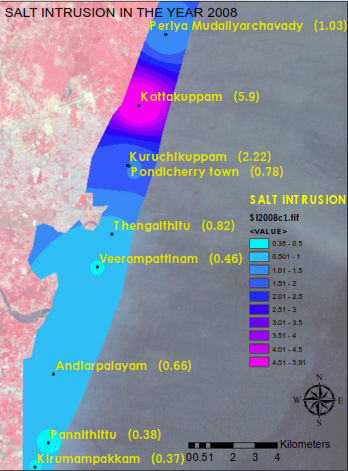 SALT INTRUSION IN THE YEAR 2008
Periya Mudaliyarchavady (1.03)
Kottakuppam (5.9)
Kuruchikuppam (2.22)
Pondicherry town (0.78)
SALT INTRUSION
SI2008c1.tif
<VALUE>
0.36 - 0.5
0.501 - 1
1.01 - 1.5
1.51 - 2
2.01 - 2.5
2.51 - 3
3.01 - 3.5
3.51 - 4
4.01 - 4.5
4.51 - 5.91
Thengaithitu (0.82)
Veerampattinam (0.46)
Andiarpalayam (0.66)
N
W E
S
Pannithittu (0.38)
Kirumampakkam (0.37)
Kilometers
00.51 2 3 4